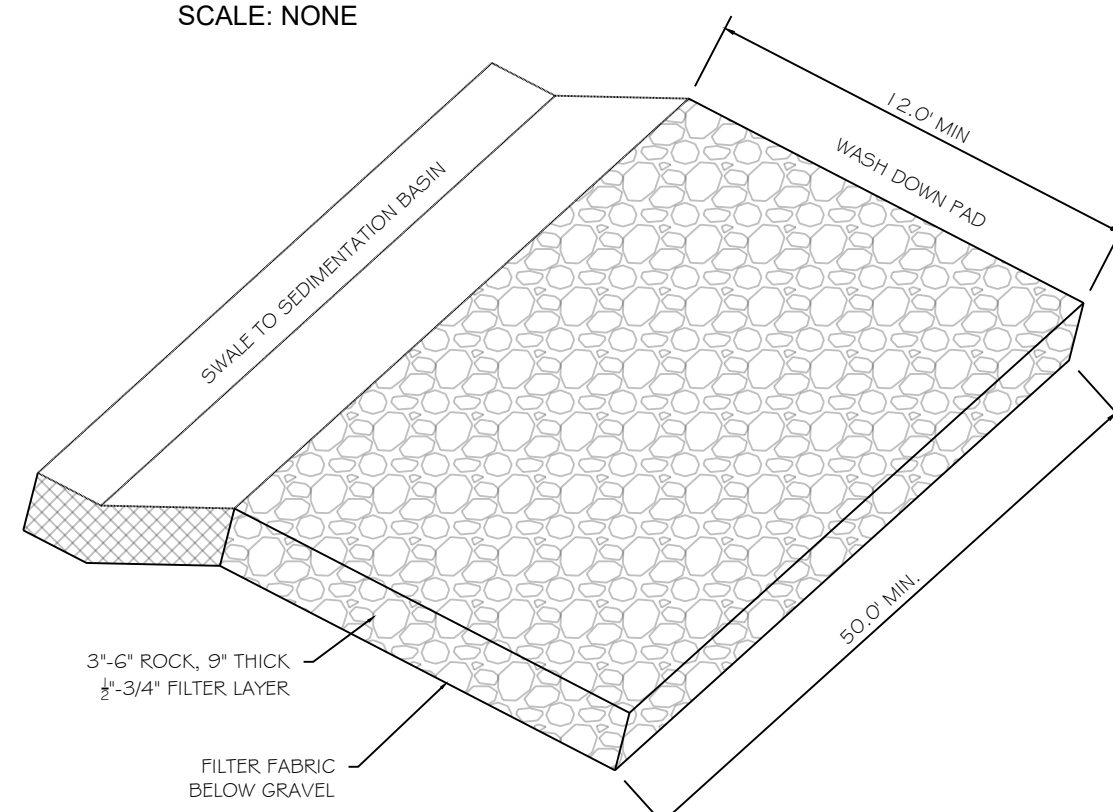 SCALE: NONE
12.0' MIN
WASH DOWN PAD
SWALE TO SEDIMENTATION BASIN
50.0' MIN.
3"-6" ROCK, 9" THICK
½"-3/4" FILTER LAYER
FILTER FABRIC
BELOW GRAVEL